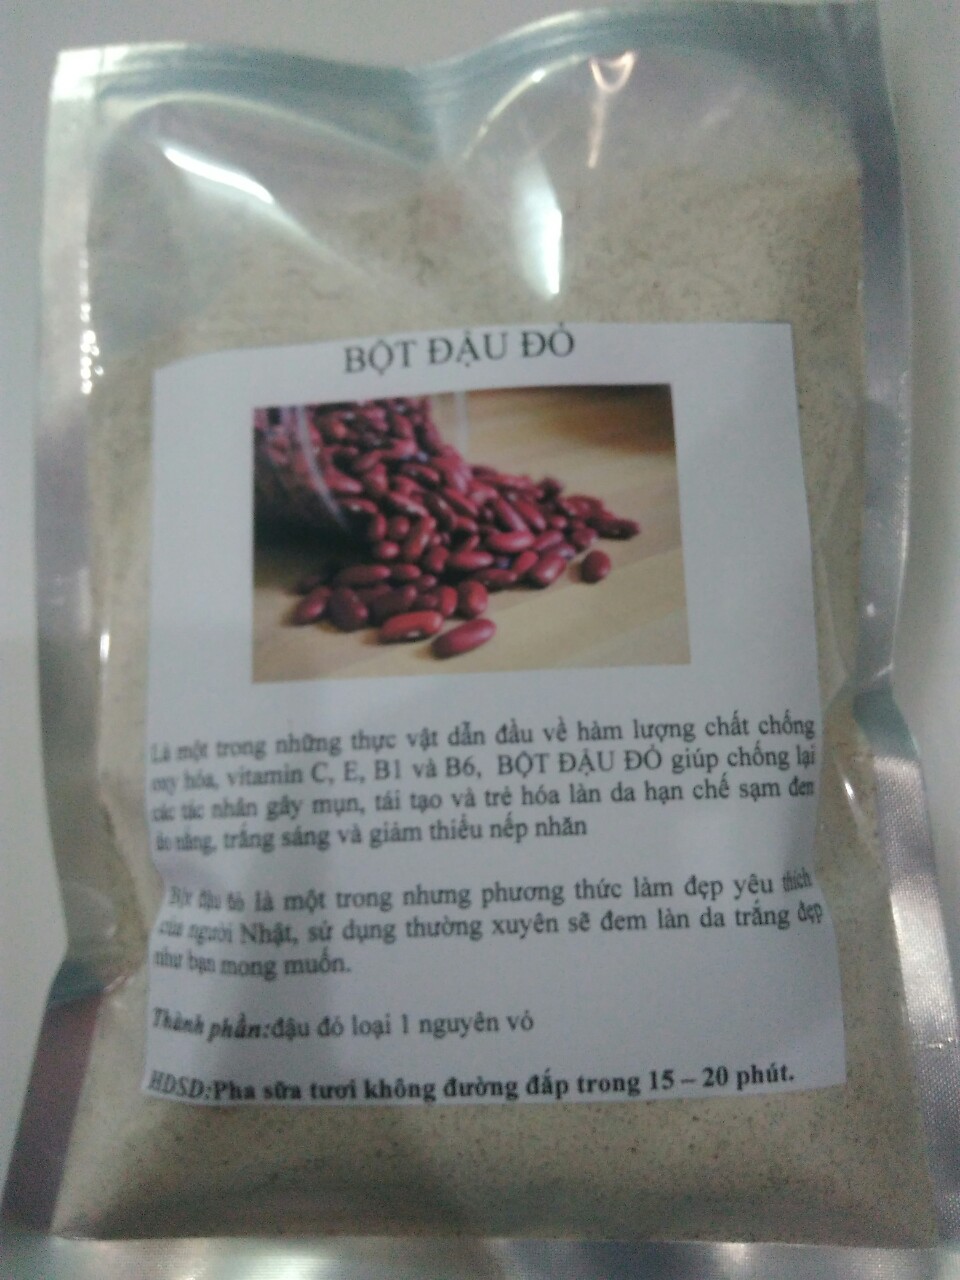 BỘT ĐẬU ĐỎ
Là một trong những thực vật dẫn đầu về hàm lượng chất chống
oxy hóa, vitamin C, E, B1 và B6, BỘT ĐẬU ĐỎ giúp chống lại
các tác nhân gây mụn, tái tạo và trẻ hóa làn da hạn chế sạm đen
do nắng, trắng sáng và giảm thiểu nếp nhăn
Bột đậu đỏ là một trong nhưng phương thức làm đẹp yêu thích
của người Nhật, sử dụng thường xuyên sẽ đem làn da trắng đẹp
như bạn mong muốn.
Thành phần:đậu đỏ loại 1 nguyên vỏ
HDSD:Pha sữa tươi không đường đắp trong 15 – 20 phút.